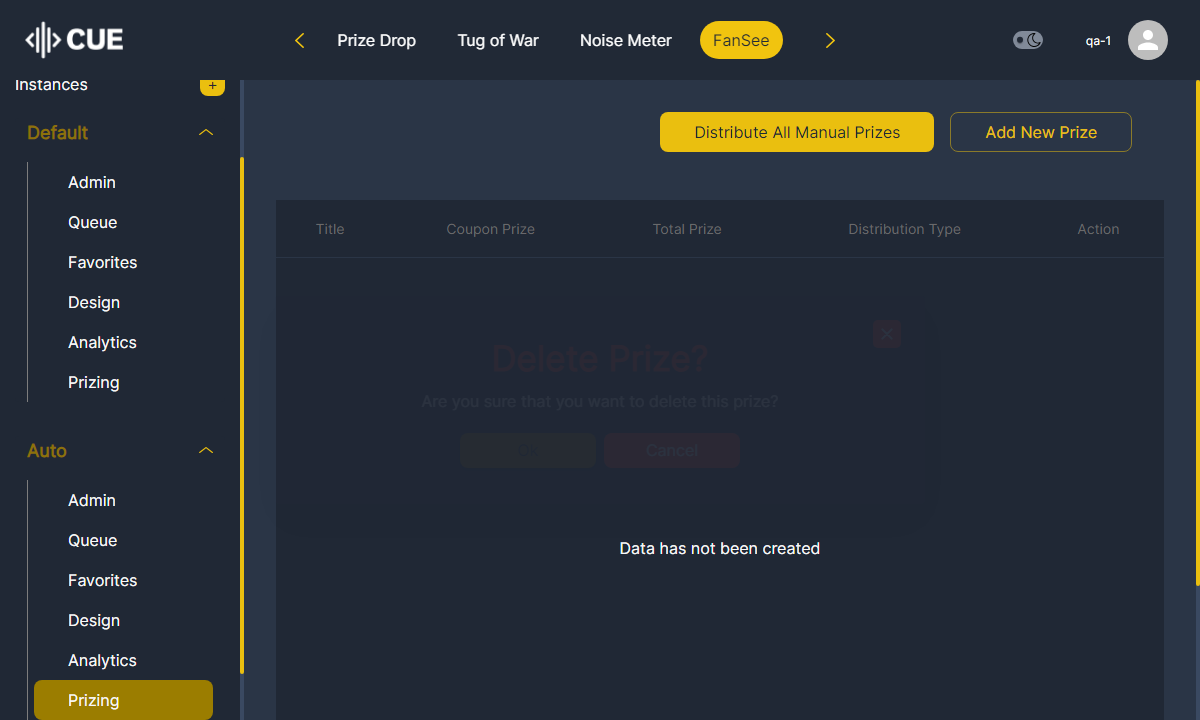 CUE
Prize Drop
Tug of War
Noise Meter
FanSee
qa-1
Instances
+
Default
Admin
Queue
Favorites
Design
Analytics
Prizing
Auto
Admin
Queue
Favorites
Design
Analytics
Prizing
Distribute All Manual Prizes
Add New Prize
Title
Coupon Prize
Total Prize
Distribution Type
Action
Delete Prize?
Are you sure that you want to delete this prize?
Cancel
Data has not been created